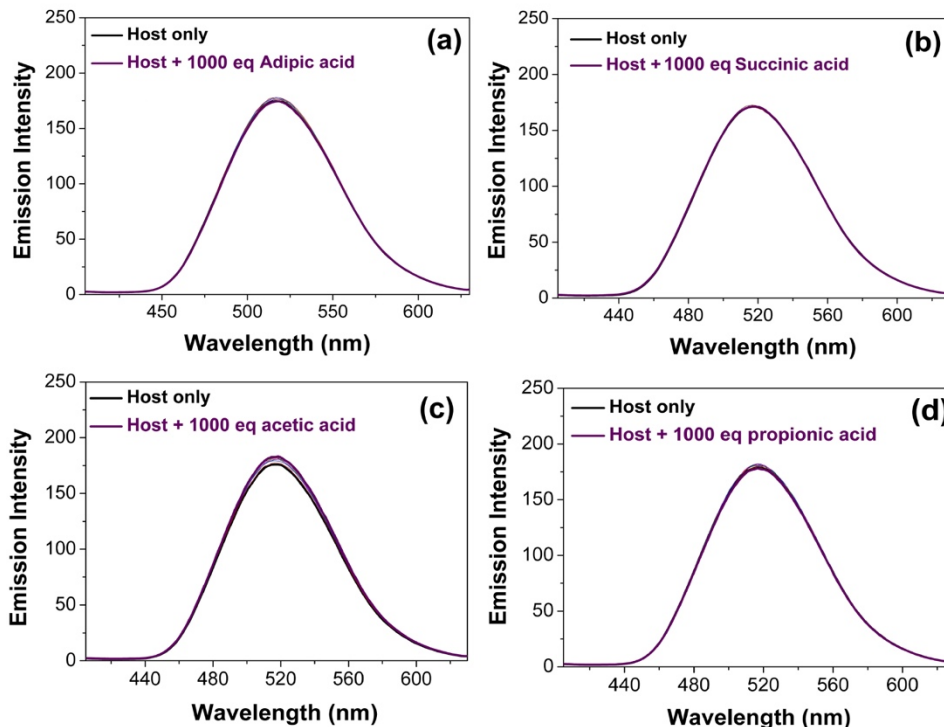 (a)
Host only
Host + 1000 eq Adipic acid
250
200
150
100
50
0
Emission Intensity
450 500 550 600
Wavelength (nm)
(b)
Host only
Host + 1000 eq Succinic acid
250
200
150
100
50
0
Emission Intensity
440 480 520 560 600
Wavelength (nm)
(c)
Host only
Host + 1000 eq acetic acid
250
200
150
100
50
0
Emission Intensity
440 480 520 560 600
Wavelength (nm)
(d)
Host only
Host + 1000 eq propionic acid
250
200
150
100
50
0
Emission Intensity
440 480 520 560 600
Wavelength (nm)